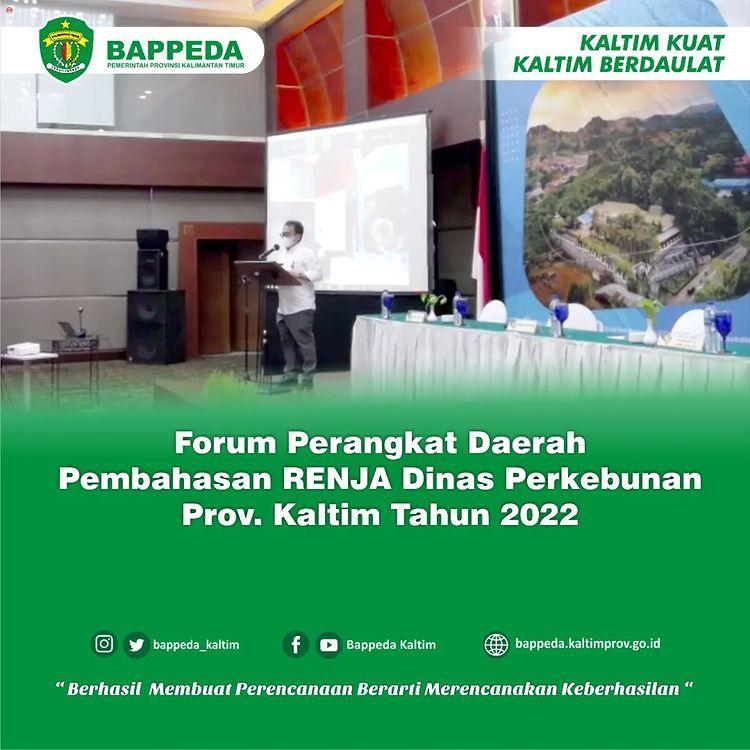 BAPPEDA
PEMERINTAH PROVINSI KALIMANTAN TIMUR
KALTIM KUAT
KALTIM BERDAULAT
Forum Perangkat Daerah
Pembahasan RENJA Dinas Perkebunan
Prov. Kaltim Tahun 2022
bappeda_kaltim
Bappeda Kaltim
bappeda.kaltimprov.go.id
“ Berhasil Membuat Perencanaan Berarti Merencanakan Keberhasilan “